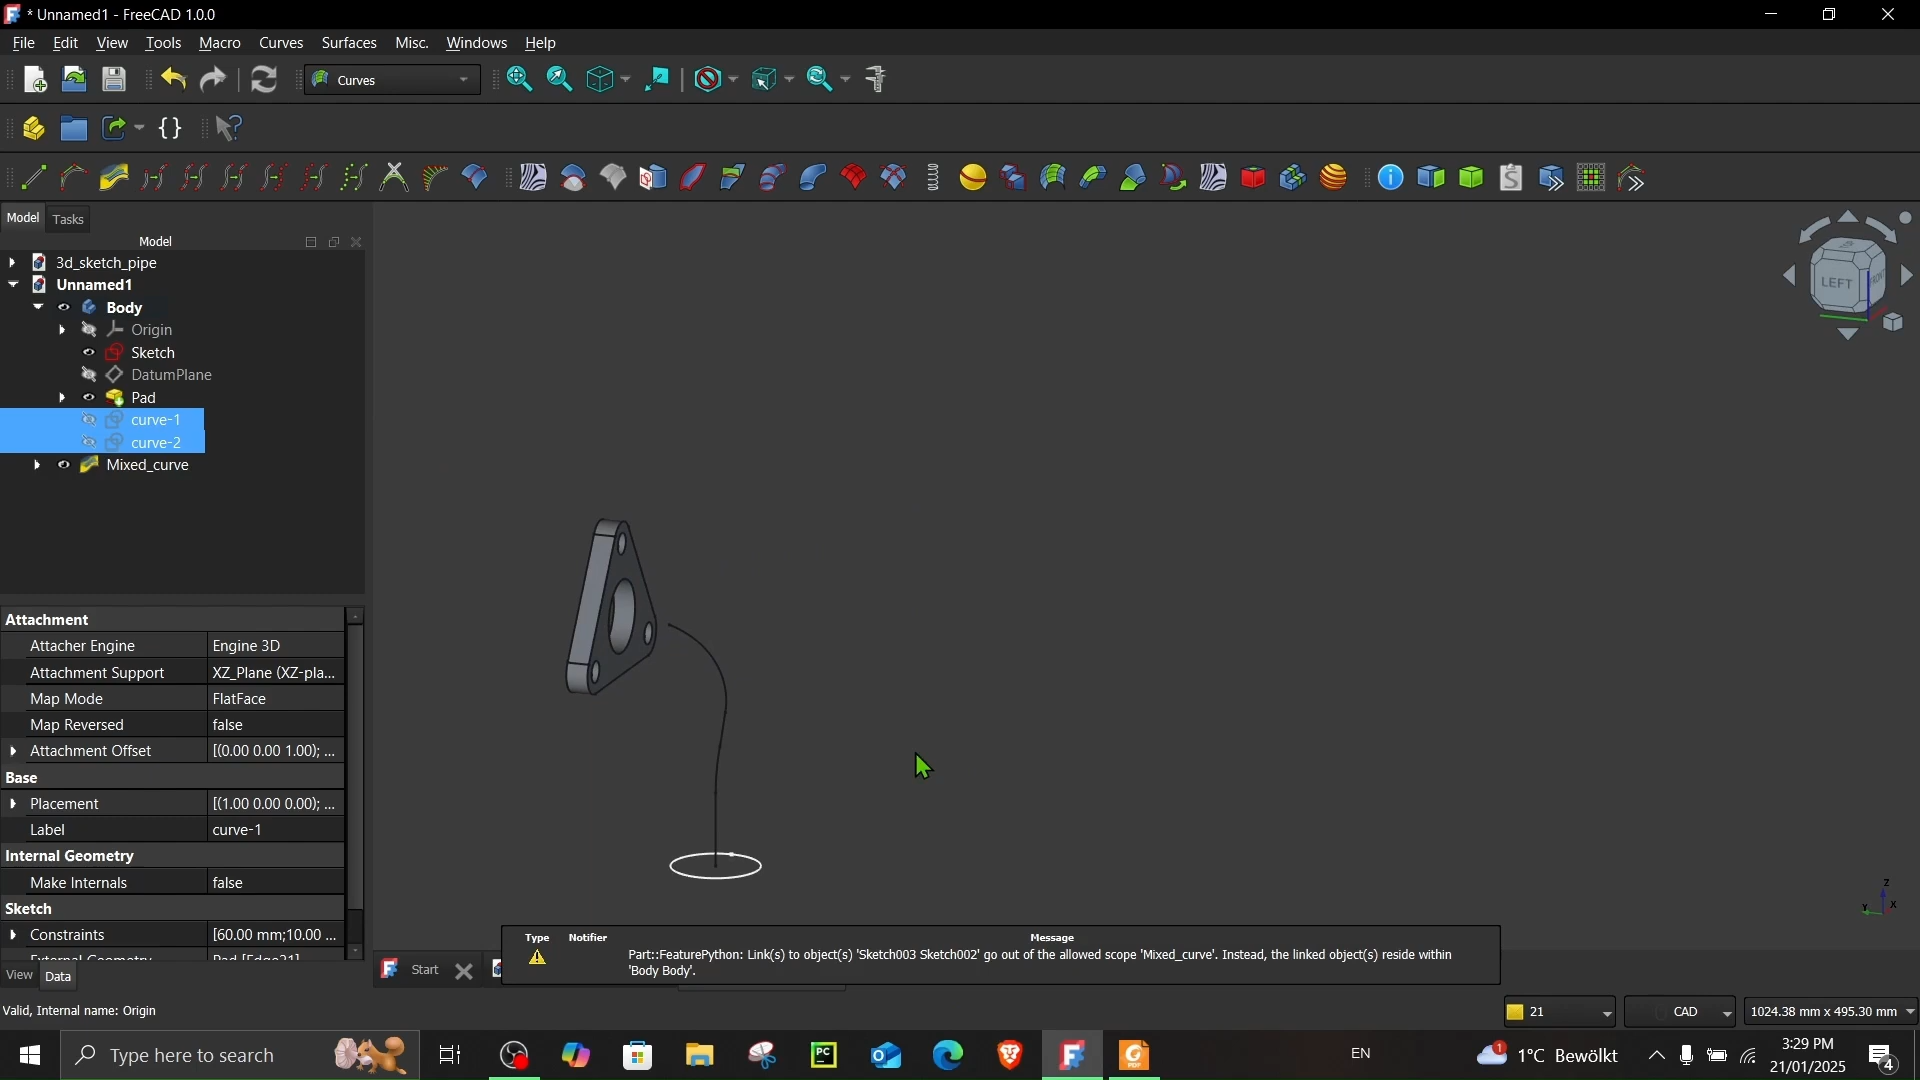 * Unnamed1 - FreeCAD 1.0.0
File Edit View Tools Macro Curves Surfaces Misc. Windows Help
Curves
Model Tasks
Model
3d_sketch_pipe
Unnamed1
Body
Origin
Sketch
DatumPlane
Pad
curve-1
curve-2
Mixed_curve
LEFT
Attachment
Attacher Engine Engine 3D
Attachment Support XZ_Plane (XZ-pla...
Map Mode FlatFace
Map Reversed false
Attachment Offset [(0.00 0.00 1.00); ...
Base
Placement [(1.00 0.00 0.00); ...
Label curve-1
Internal Geometry
Make Internals false
Sketch
Constraints [60.00 mm;10.00 ...
View Data
Start
Type Notifier Message
Part::FeaturePython: Link(s) to object(s) 'Sketch003 Sketch002' go out of the allowed scope 'Mixed_curve'. Instead, the linked object(s) reside within
'Body Body'.
Z
Y X
Valid, Internal name: Origin
21 CAD 1024.38 mm x 495.30 mm
Type here to search
PC
EN
1
1°C Bewölkt
3:29 PM
21/01/2025
4